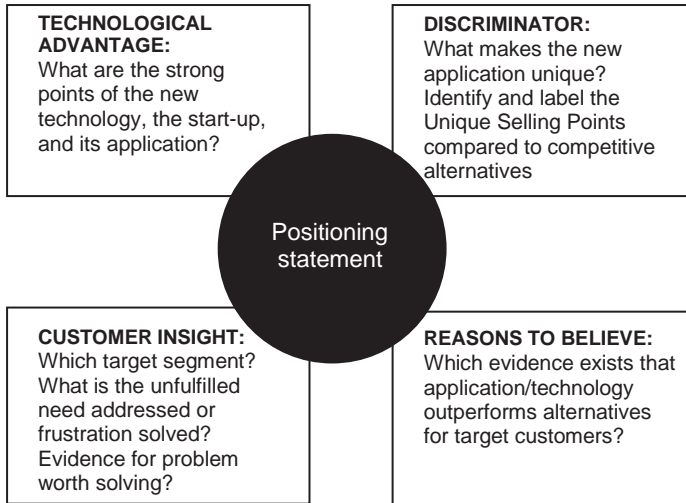 TECHNOLOGICAL
ADVANTAGE:
What are the strong
points of the new
technology, the start-up,
and its application?
DISCRIMINATOR:
What makes the new
application unique?
Identify and label the
Unique Selling Points
compared to competitive
alternatives
Positioning
statement
CUSTOMER INSIGHT:
Which target segment?
What is the unfulfilled
need addressed or
frustration solved?
Evidence for problem
worth solving?
REASONS TO BELIEVE:
Which evidence exists that
application/technology
outperforms alternatives
for target customers?